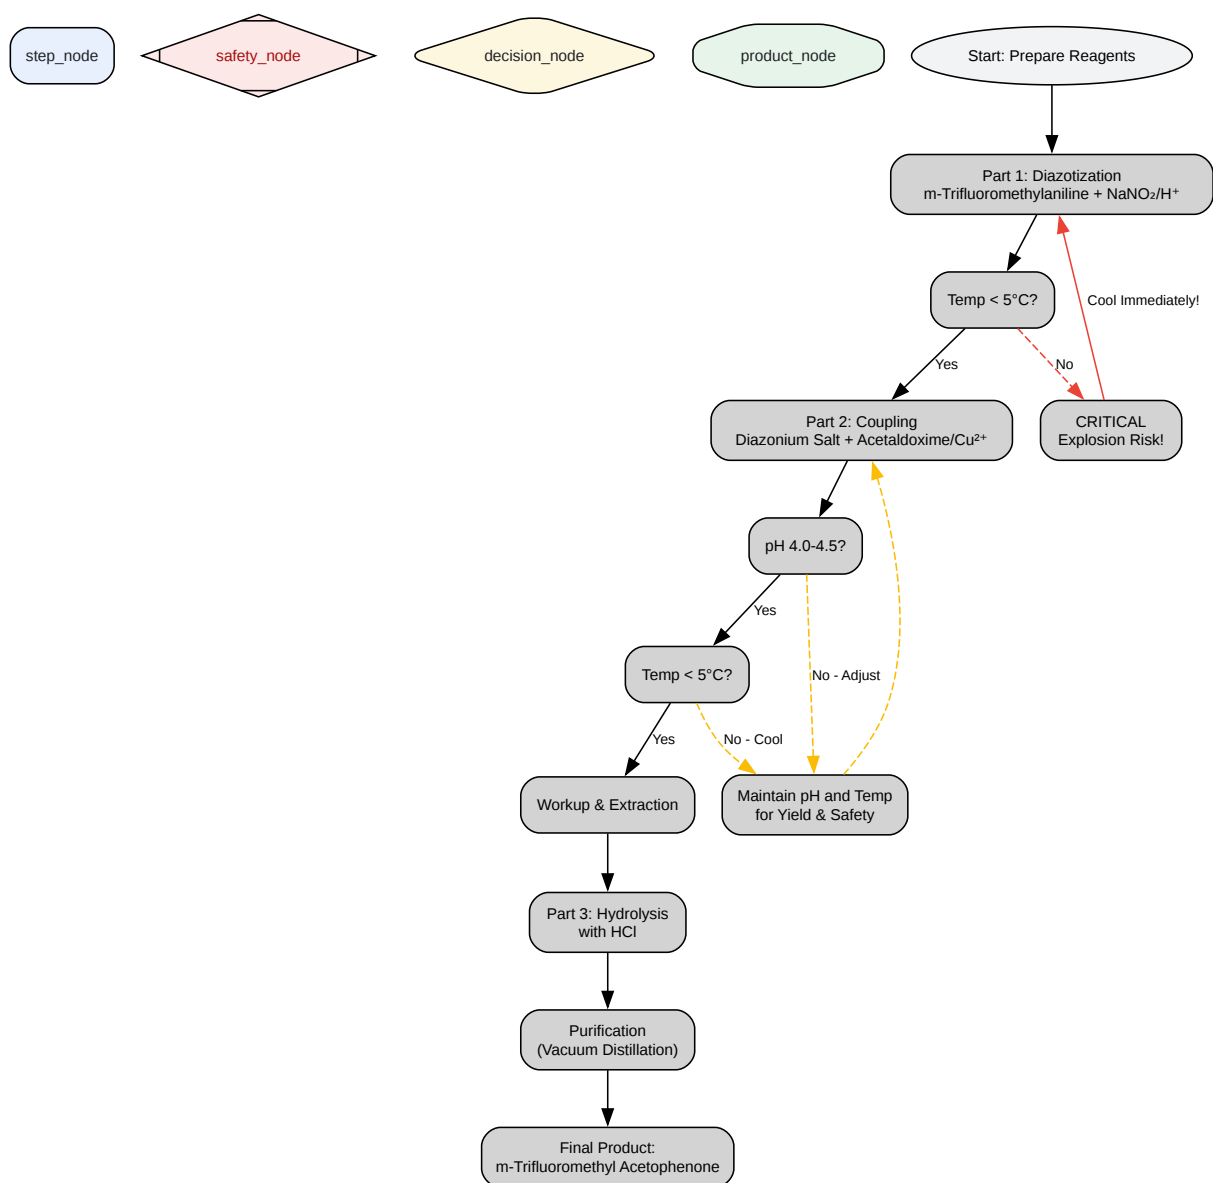 step_node
safety_node
decision_node
product_node
Start: Prepare Reagents
Part 1: Diazotization
m-Trifluoromethylaniline + NaNO₂/H⁺
Temp < 5°C?
Cool Immediately!
Yes
No
Part 2: Coupling
Diazonium Salt + Acetaldoxime/Cu²⁺
CRITICAL
Explosion Risk!
pH 4.0-4.5?
Yes
Temp < 5°C?
No - Adjust
Yes
No - Cool
Workup & Extraction
Maintain pH and Temp
for Yield & Safety
Part 3: Hydrolysis
with HCl
Purification
(Vacuum Distillation)
Final Product:
m-Trifluoromethyl Acetophenone